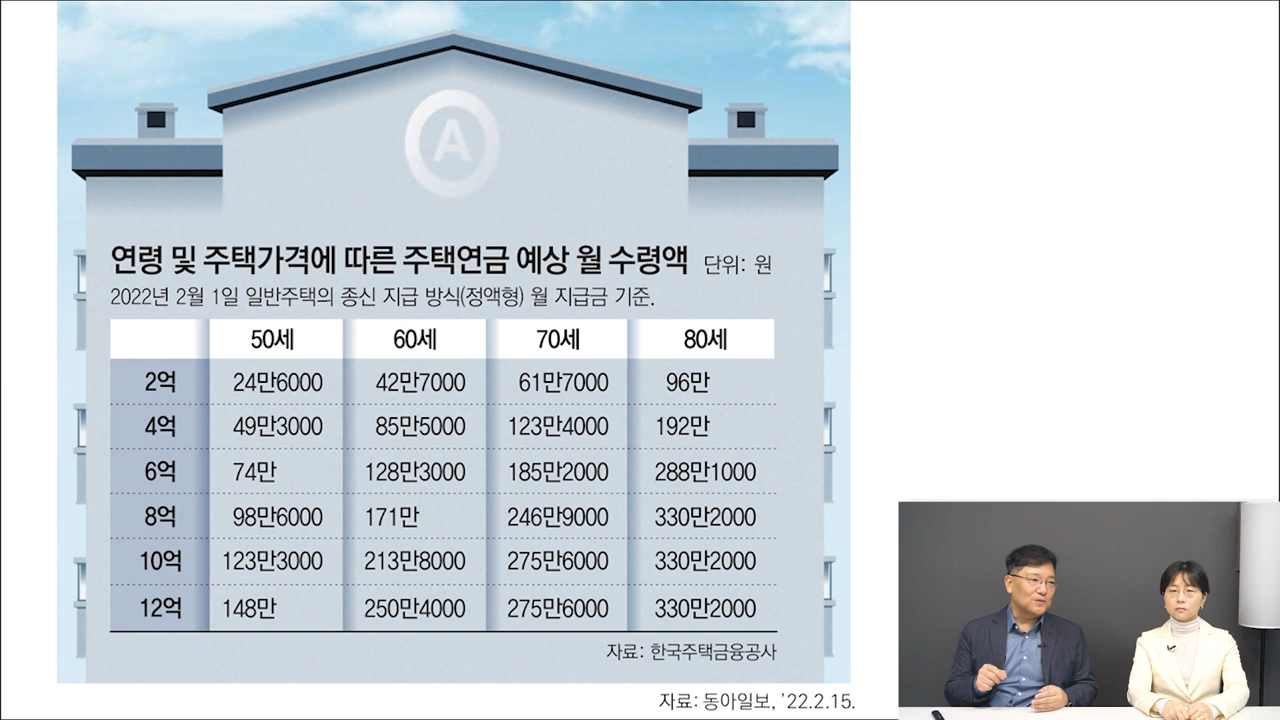 A
연령 및 주택가격에 따른 주택연금 예상 월 수령액 단위: 원
2022년 2월 1일 일반주택의 종신 지급 방식(정액형) 월 지급금 기준.
50세 60세 70세 80세
2억 24만6000 42만7000 61만7000 96만
4억 49만3000 85만5000 123만4000 192만
6억 74만 128만3000 185만2000 288만1000
8억 98만6000 171만 246만9000 330만2000
10억 123만3000 213만8000 275만6000 330만2000
12억 148만 250만4000 275만6000 330만2000
자료: 한국주택금융공사
자료: 동아일보, ’22.2.15.